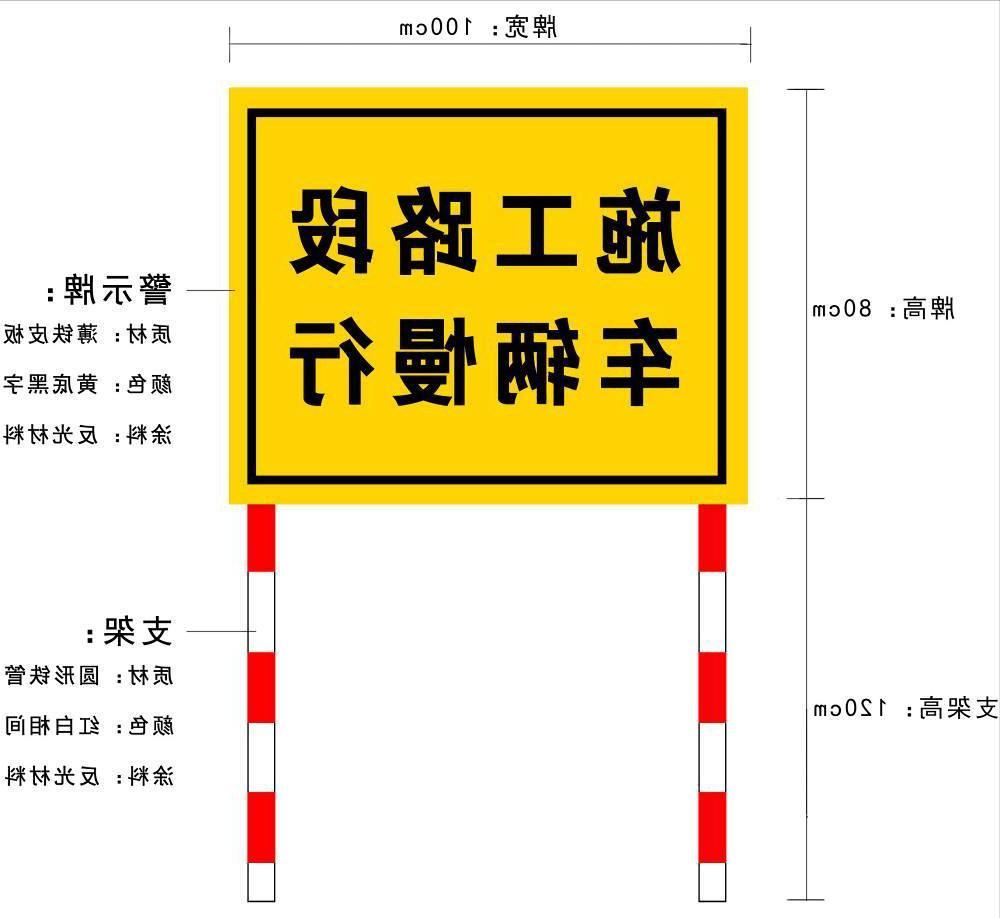 牌宽：100cm
施工路段
车辆慢行
警示牌：
质材：薄铁皮板
颜色：黄底黑字
涂料：反光材料
牌高：80cm
支架：
质材：圆形铁管
颜色：红白相间
涂料：反光材料
支架高：120cm